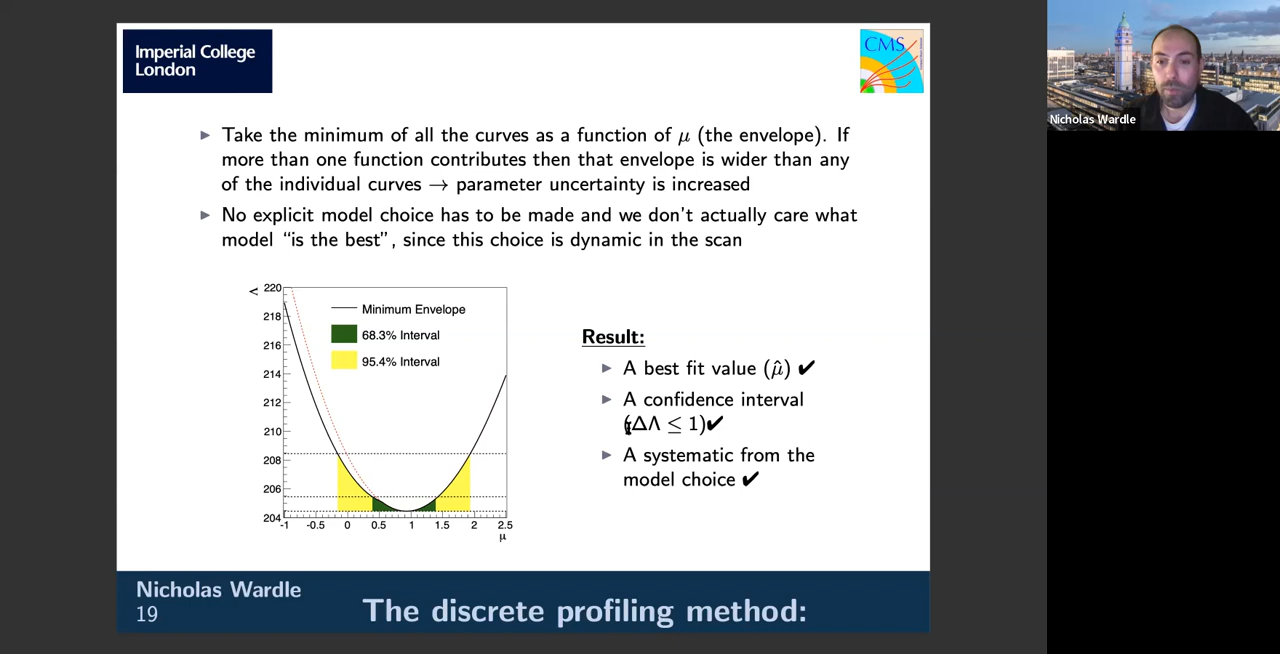 Imperial College
London
CMS
Nicholas Wardle
▶ Take the minimum of all the curves as a function of μ (the envelope). If
more than one function contributes then that envelope is wider than any
of the individual curves → parameter uncertainty is increased
▶ No explicit model choice has to be made and we don't actually care what
model “is the best”, since this choice is dynamic in the scan
Λ
220
218
216
214
212
210
208
206
204
-1 -0.5 0 0.5 1 1.5 2 2.5
μ
Minimum Envelope
68.3% Interval
95.4% Interval
Result:
▶ A best fit value (μ̂) ✔
▶ A confidence interval
(ΔΛ ≤ 1)✔
▶ A systematic from the
model choice ✔
Nicholas Wardle
19
The discrete profiling method: